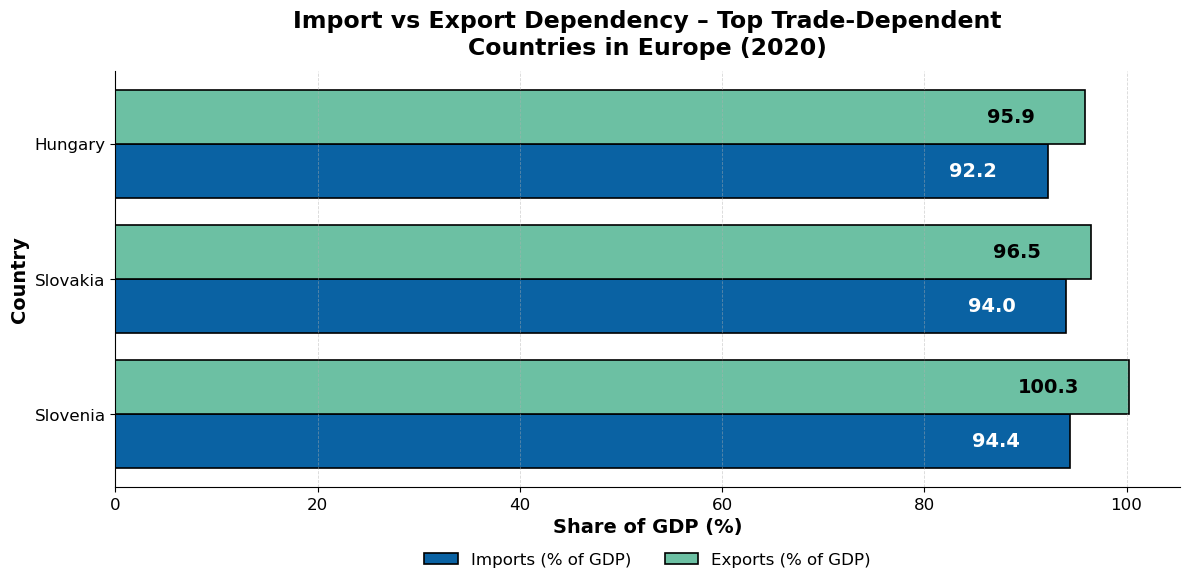 Import vs Export Dependency – Top Trade-Dependent
Countries in Europe (2020)
Country
Hungary
95.9
92.2
Slovakia
96.5
94.0
Slovenia
100.3
94.4
0 20 40 60 80 100
Share of GDP (%)
Imports (% of GDP) Exports (% of GDP)